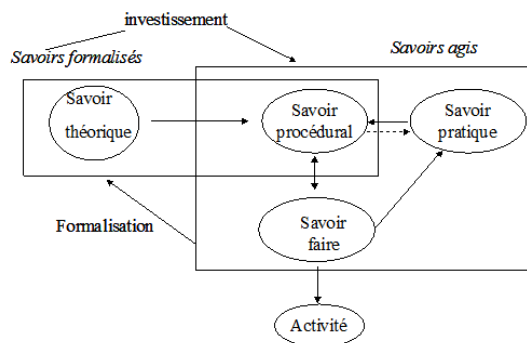 investissement
Savoirs formalisés
Savoirs agis
Savoir
théorique
Savoir
procédural
Savoir
pratique
Formalisation
Savoir
faire
Activité